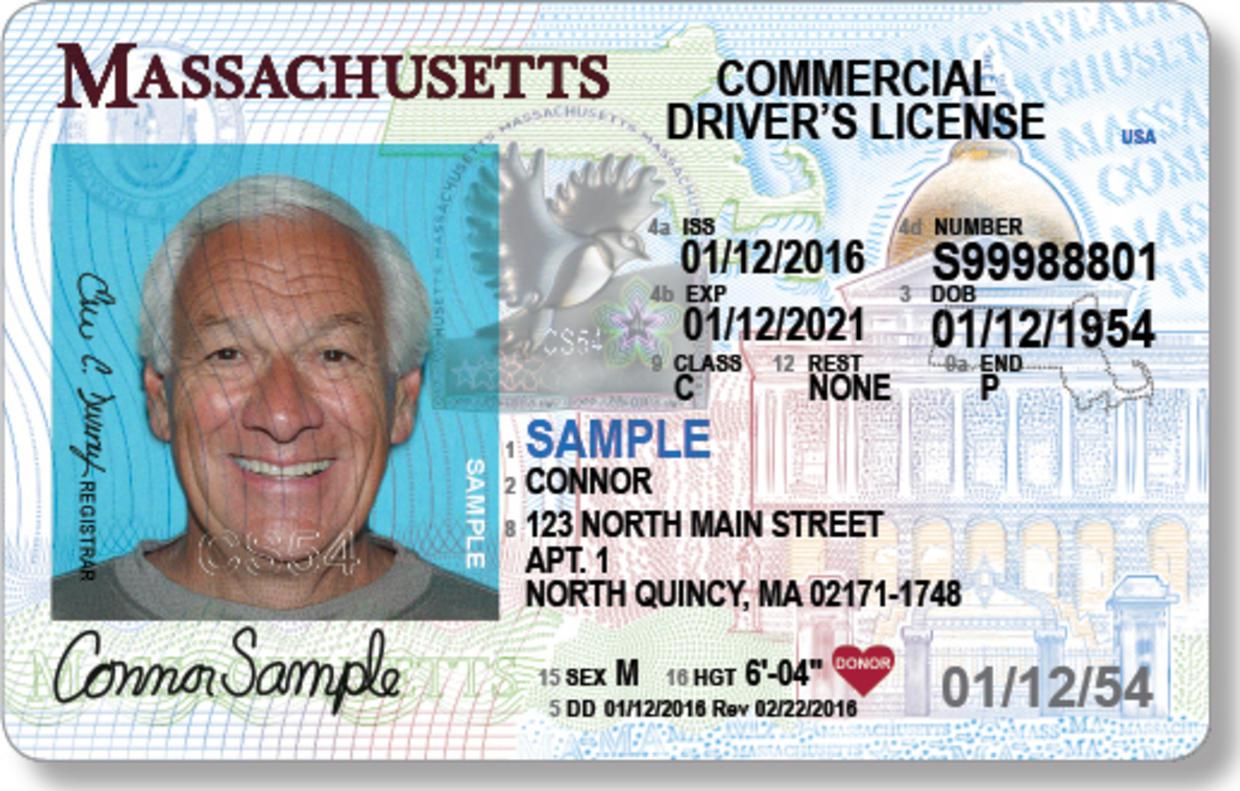 MASSACHUSETTS
COMMERCIAL
DRIVER'S LICENSE
USA
4a ISS
01/12/2016
4d NUMBER
S99988801
4b EXP
01/12/2021
3 DOB
01/12/1954
9 CLASS
C
12 REST
NONE
9a END
P
CS54
1 SAMPLE
2 CONNOR
8 123 NORTH MAIN STREET
APT. 1
NORTH QUINCY, MA 02171-1748
15 SEX M 16 HGT 6'-04" DONOR
5 DD 01/12/2016 Rev 02/22/2016
01/12/54
REGISTRAR
SAMPLE
CS54
Connor Sample